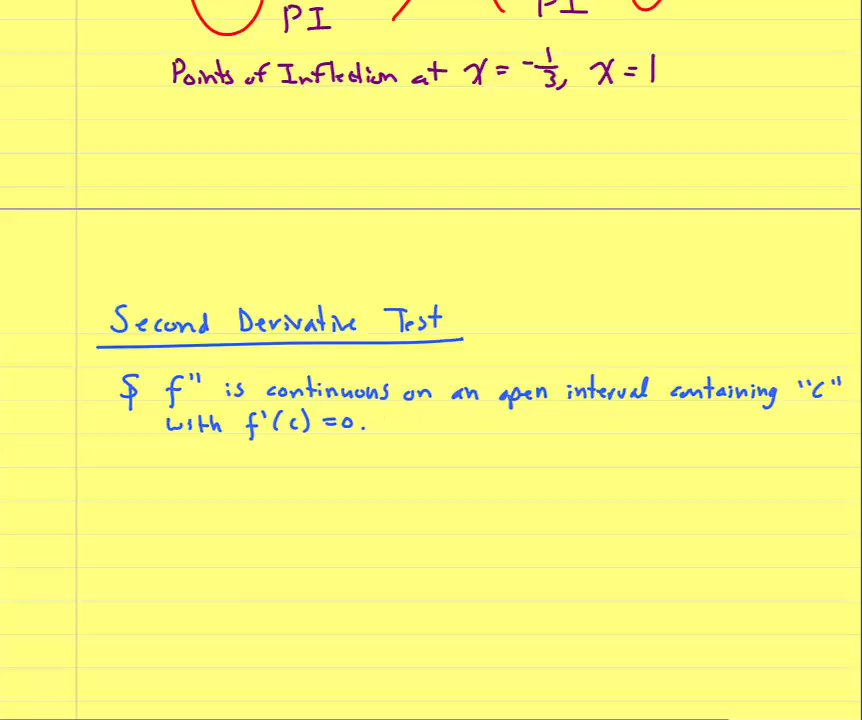 PI PI
Points of Inflection at x = -1/3, x = 1
Second Derivative Test
$ f" is continuous on an open interval containing "c"
with f'(c) = 0.